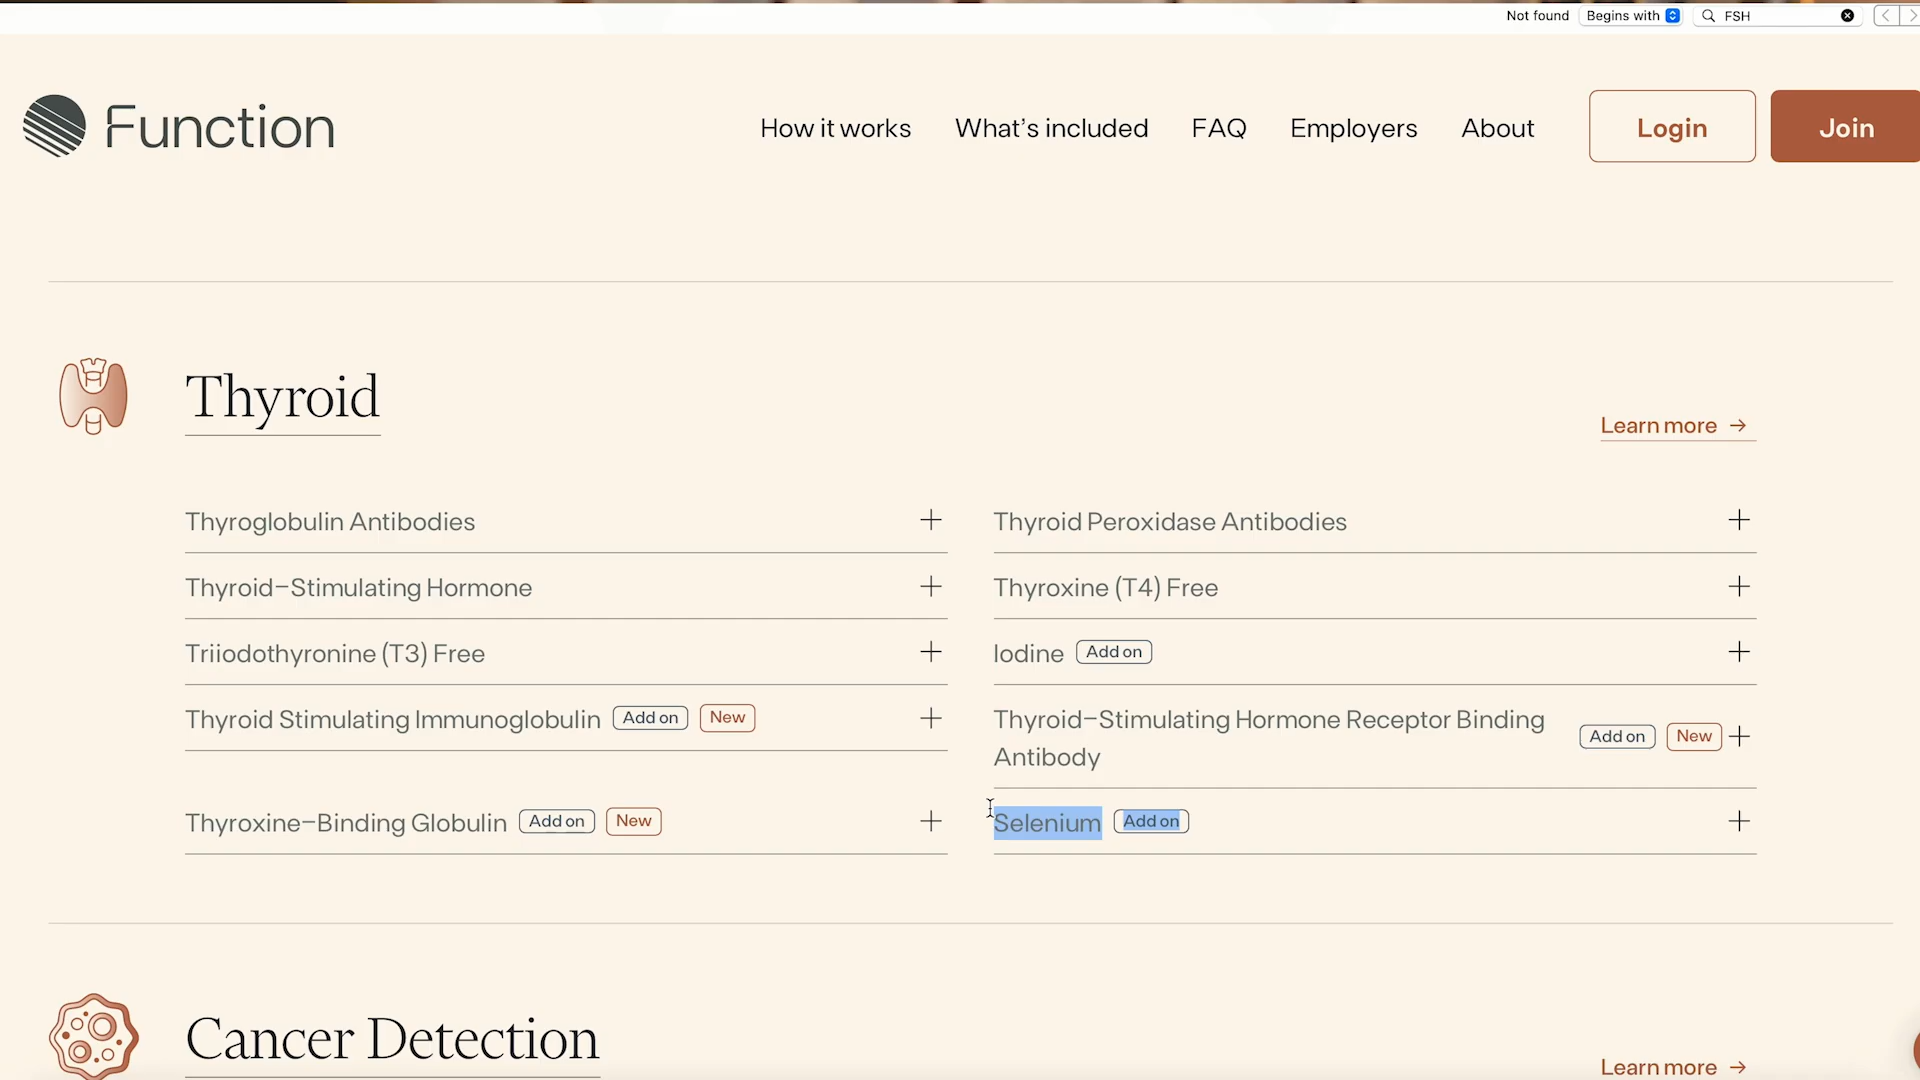 Not found Begins with FSH
Function
How it works What's included FAQ Employers About Login Join
Thyroid
Learn more →
Thyroglobulin Antibodies
Thyroid Peroxidase Antibodies
Thyroid–Stimulating Hormone
Thyroxine (T4) Free
Triiodothyronine (T3) Free
Iodine Add on
Thyroid Stimulating Immunoglobulin Add on New
Thyroid–Stimulating Hormone Receptor Binding
Antibody Add on New
Thyroxine–Binding Globulin Add on New
Selenium Add on
Cancer Detection
Learn more →